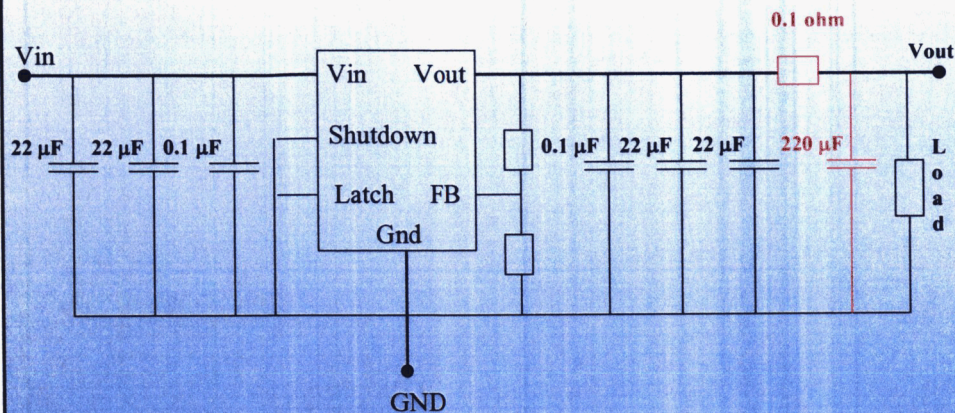 0.1 ohm
Vin
Vout
Vin
Vout
22 µF
22 µF
0.1 µF
Shutdown
0.1 µF
22 µF
22 µF
220 µF
Load
Latch
FB
Gnd
GND